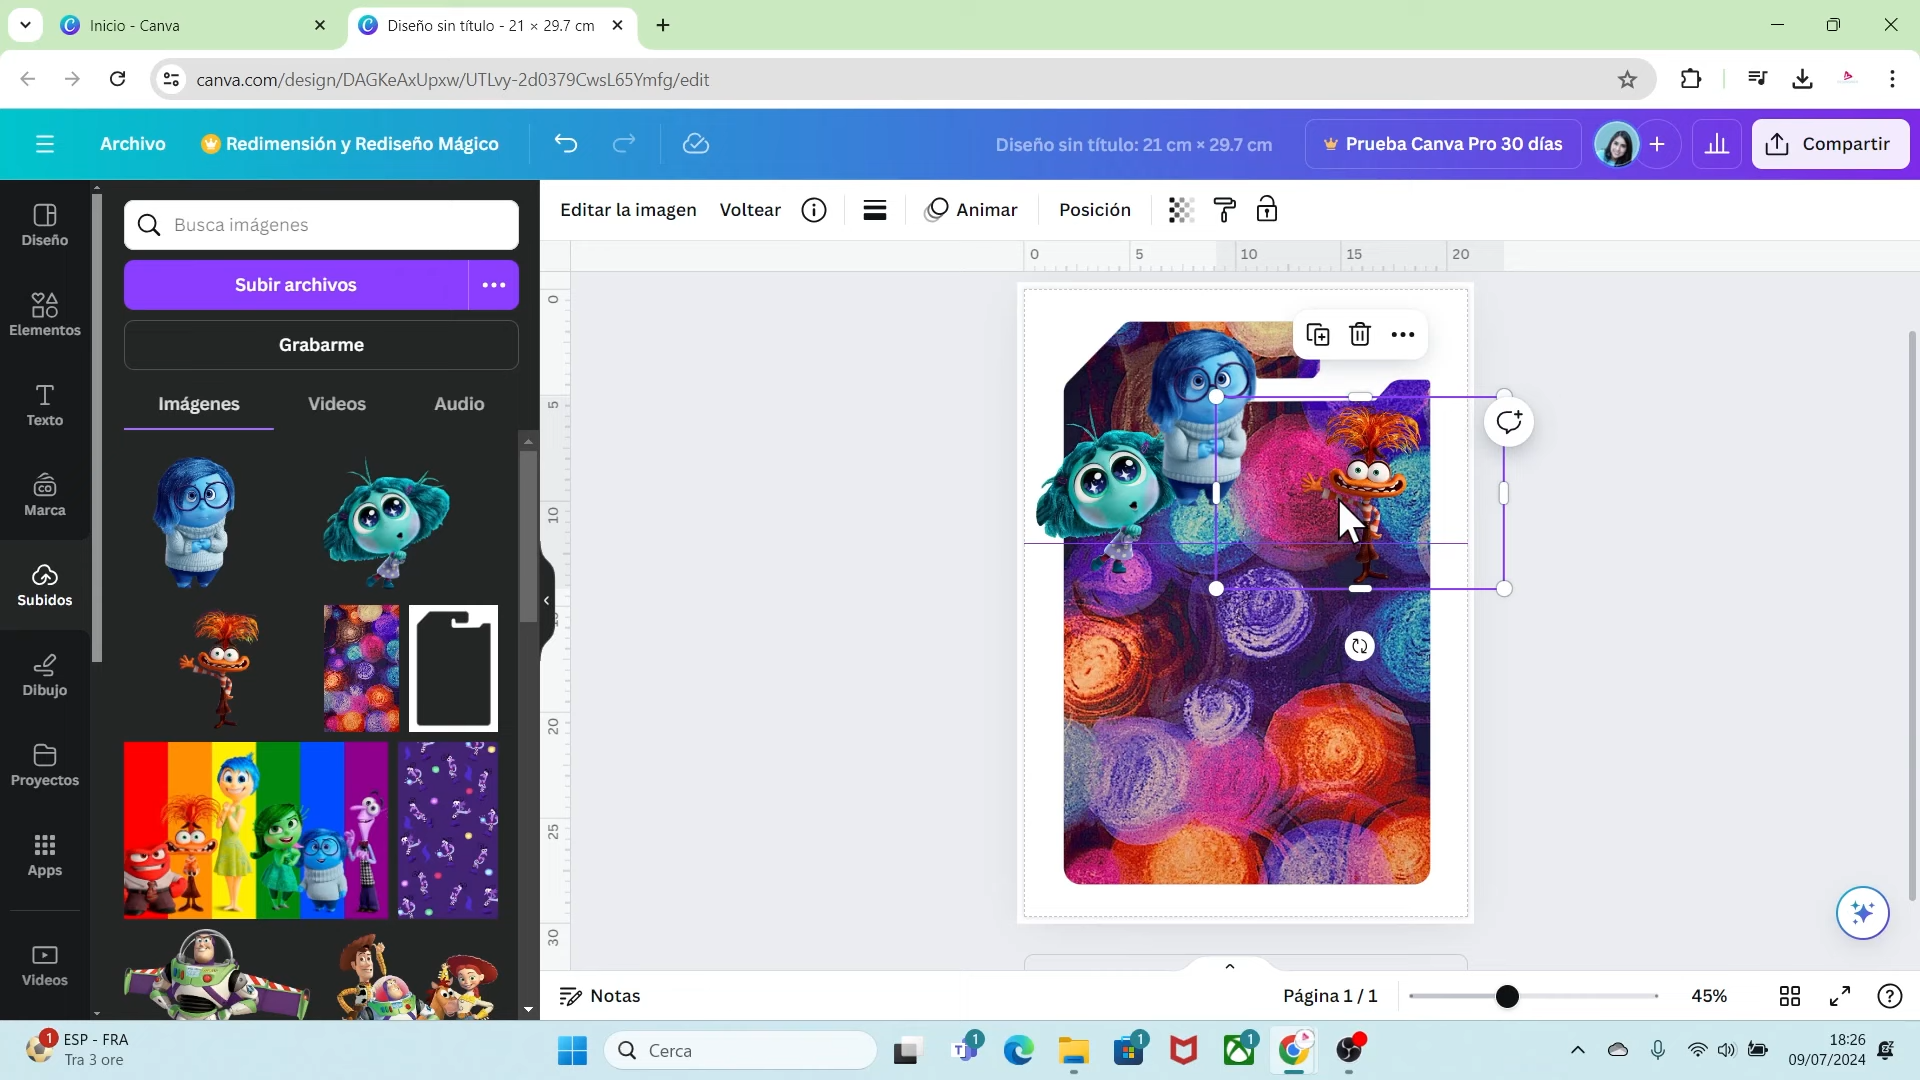 Inicio - Canva
Diseño sin título - 21 × 29.7 cm
canva.com/design/DAGKeAxUpxw/UTLvy-2d0379CwsL65Ymfg/edit
Archivo
Redimensión y Rediseño Mágico
Diseño sin título: 21 cm × 29.7 cm
Prueba Canva Pro 30 días
Compartir
Diseño
Elementos
Texto
Marca
Subidos
Dibujo
Proyectos
Apps
Videos
Busca imágenes
Subir archivos
Grabarme
Imágenes
Videos
Audio
Editar la imagen
Voltear
Animar
Posición
0
5
10
15
20
0
5
10
20
25
30
Notas
Página 1 / 1
45%
1
ESP - FRA
Tra 3 ore
Cerca
1
1
1
18:26
09/07/2024